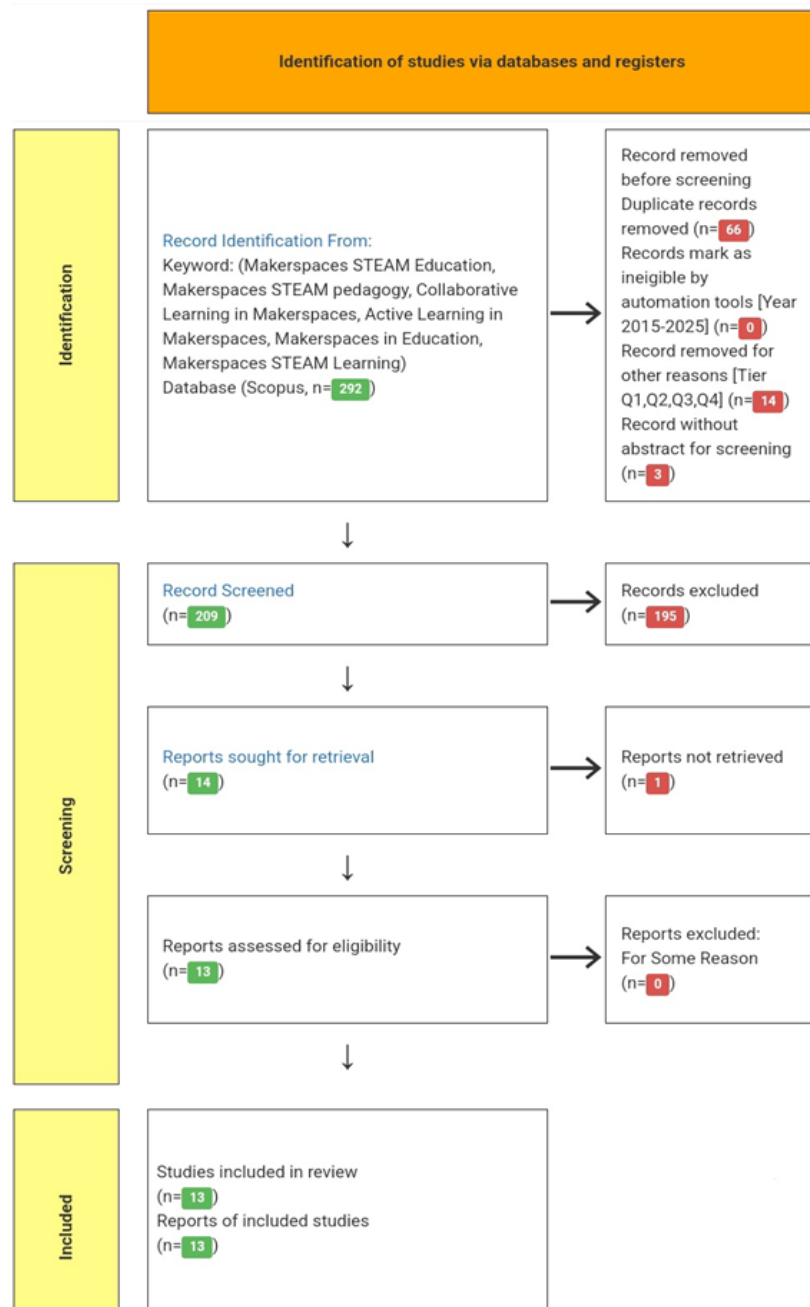 Identification of studies via databases and registers
Identification
Record Identification From:
Keyword: (Makerspaces STEAM Education,
Makerspaces STEAM pedagogy, Collaborative
Learning in Makerspaces, Active Learning in
Makerspaces, Makerspaces in Education,
Makerspaces STEAM Learning)
Database (Scopus, n=292)
Record removed
before screening
Duplicate records
removed (n=66)
Records mark as
ineigible by
automation tools [Year
2015-2025] (n=0)
Record removed for
other reasons [Tier
Q1,Q2,Q3,Q4] (n=14)
Record without
abstract for screening
(n=3)
Screening
Record Screened
(n=209)
Records excluded
(n=195)
Reports sought for retrieval
(n=14)
Reports not retrieved
(n=1)
Reports assessed for eligibility
(n=13)
Reports excluded:
For Some Reason
(n=0)
Included
Studies included in review
(n=13)
Reports of included studies
(n=13)